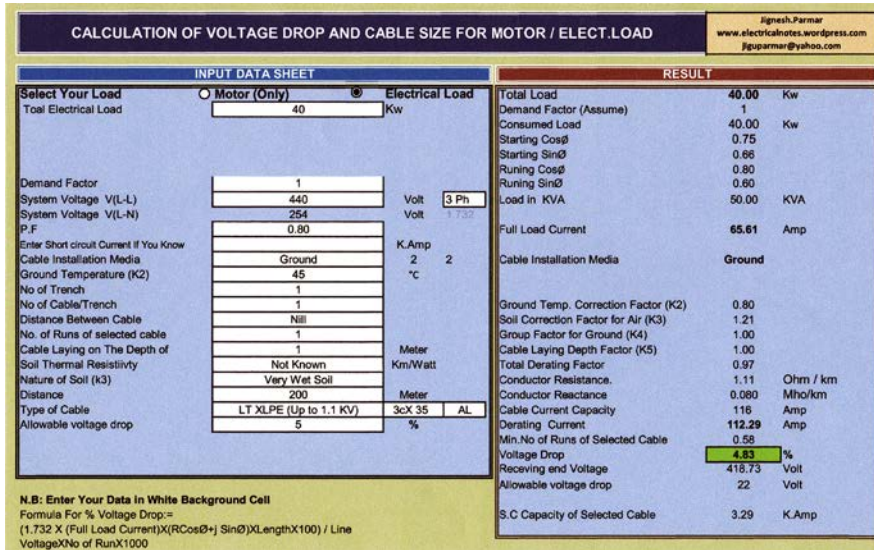 CALCULATION OF VOLTAGE DROP AND CABLE SIZE FOR MOTOR / ELECT.LOAD
Jignesh.Parmar
www.electricalnotes.wordpress.com
jiguparmar@yahoo.com
INPUT DATA SHEET
Select Your Load Motor (Only) Electrical Load
Toal Electrical Load 40 Kw
Demand Factor 1
System Voltage V(L-L) 440 Volt 3 Ph
System Voltage V(L-N) 254 Volt 1.732
P.F 0.80
Enter Short circuit Current If You Know K.Amp
Cable Installation Media Ground 2 2
Ground Temperature (K2) 45 °C
No of Trench 1
No of Cable/Trench 1
Distance Between Cable Nill
No. of Runs of selected cable 1
Cable Laying on The Depth of 1 Meter
Soil Thermal Resistiivty Not Known Km/Watt
Nature of Soil (k3) Very Wet Soil
Distance 200 Meter
Type of Cable LT XLPE (Up to 1.1 KV) 3cX 35 AL
Allowable voltage drop 5 %
N.B: Enter Your Data in White Background Cell
Formula For % Voltage Drop:=
(1.732 X (Full Load Current)X(RCosØ+j SinØ)XLengthX100) / Line
VoltageXNo of RunX1000
RESULT
Total Load 40.00 Kw
Demand Factor (Assume) 1
Consumed Load 40.00 Kw
Starting Cosø 0.75
Starting SinØ 0.66
Runing CosØ 0.80
Runing SinØ 0.60
Load in KVA 50.00 KVA
Full Load Current 65.61 Amp
Cable Installation Media Ground
Ground Temp. Correction Factor (K2) 0.80
Soil Correction Factor for Air (K3) 1.21
Group Factor for Ground (K4) 1.00
Cable Laying Depth Factor (K5) 1.00
Total Derating Factor 0.97
Conductor Resistance. 1.11 Ohm / km
Conductor Reactance 0.080 Mho/km
Cable Current Capacity 116 Amp
Derating Current 112.29 Amp
Min.No of Runs of Selected Cable 0.58
Voltage Drop 4.83 %
Receving end Voltage 418.73 Volt
Allowable voltage drop 22 Volt
S.C Capacity of Selected Cable 3.29 K.Amp